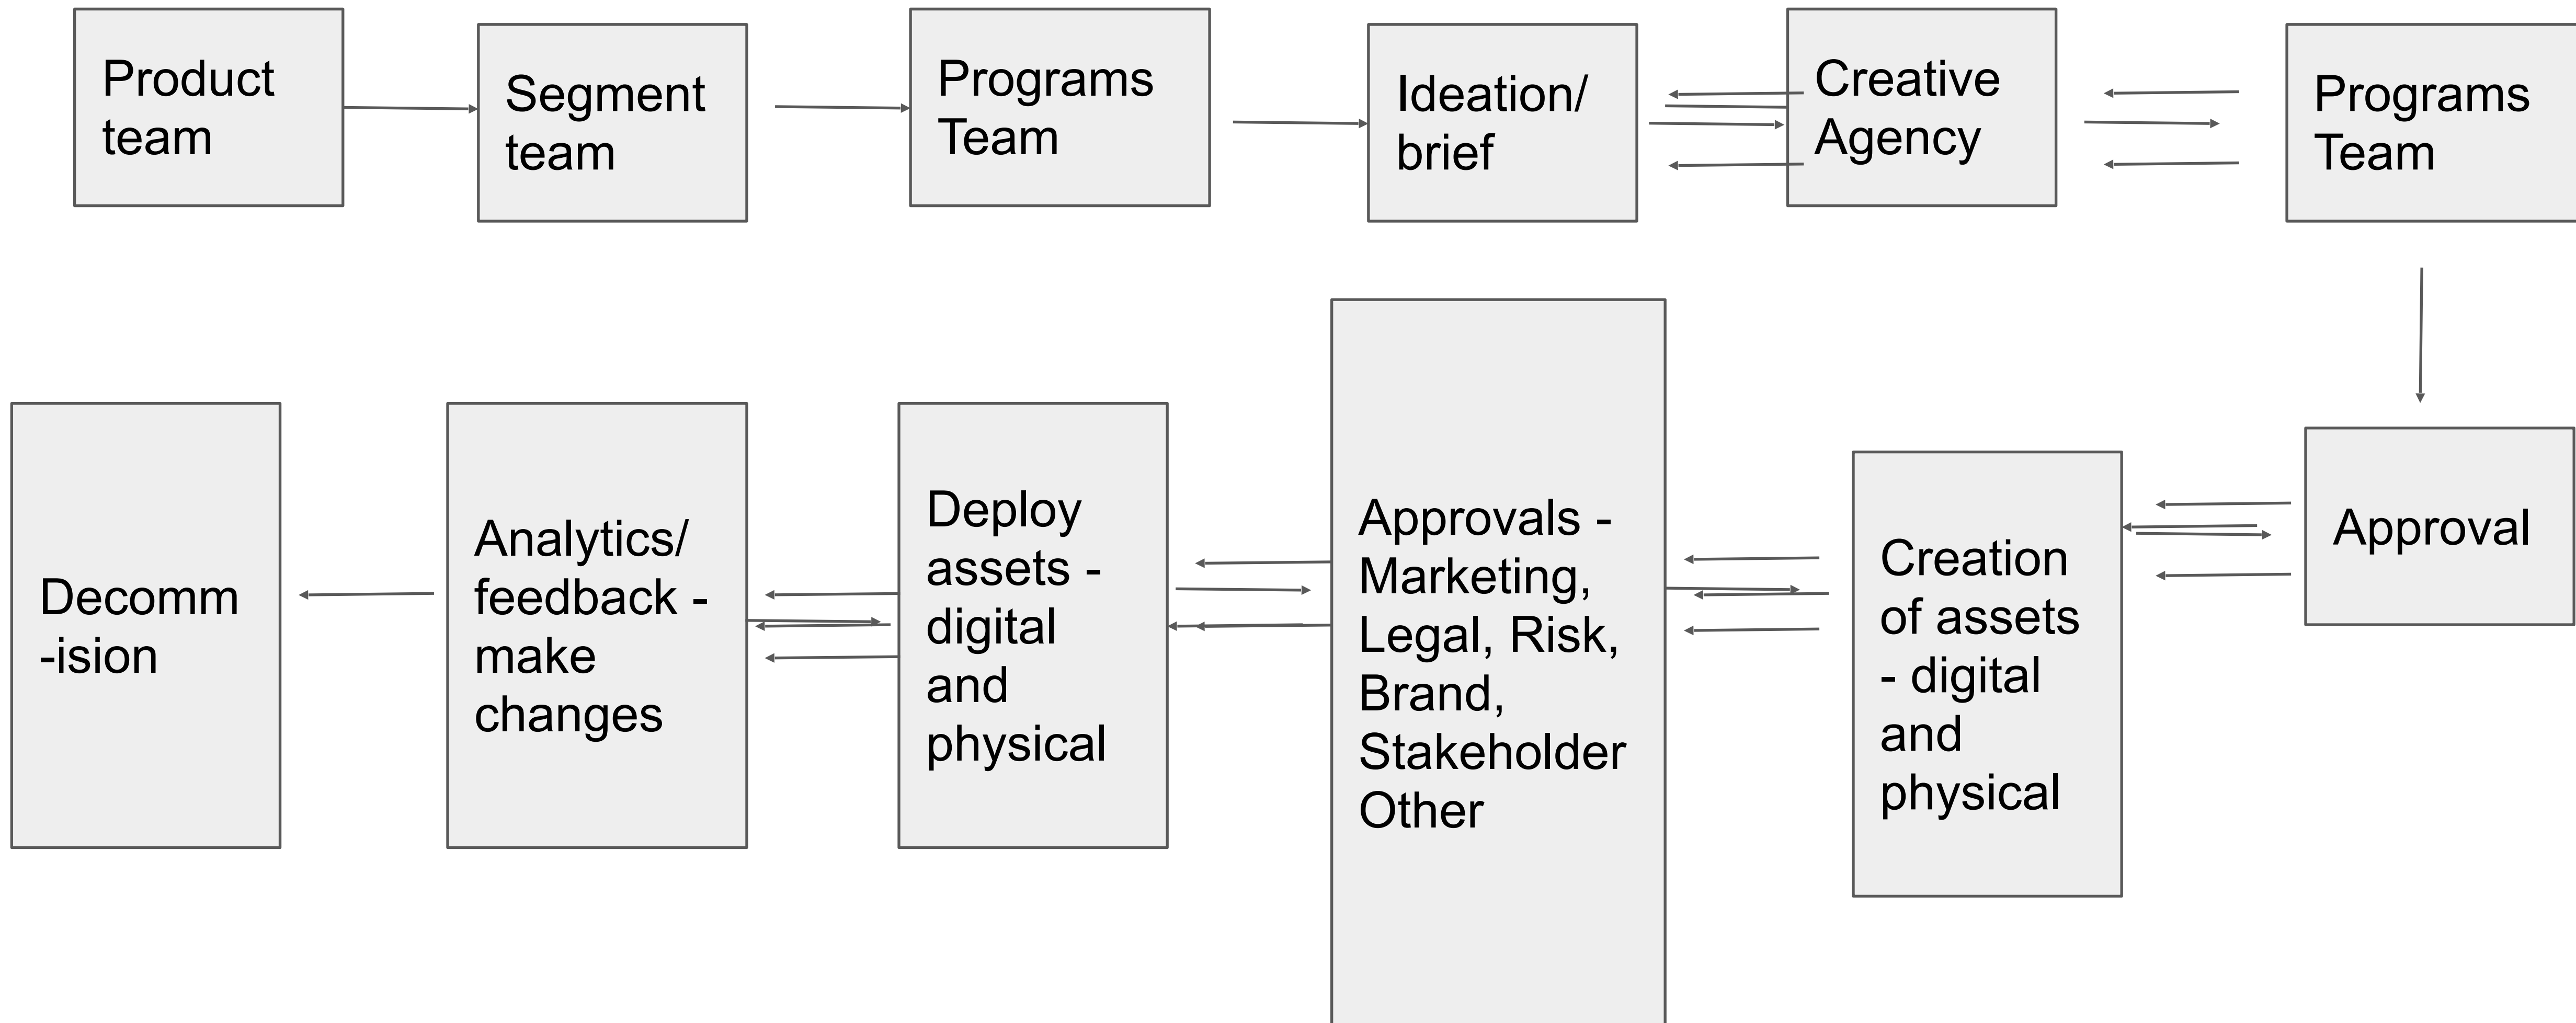 Product
team
Segment
team
Programs
Team
Ideation/
brief
Creative
Agency
Programs
Team
Approval
Creation
of assets
- digital
and
physical
Approvals -
Marketing,
Legal, Risk,
Brand,
Stakeholder
Other
Deploy
assets -
digital
and
physical
Analytics/
feedback -
make
changes
Decomm
-ision